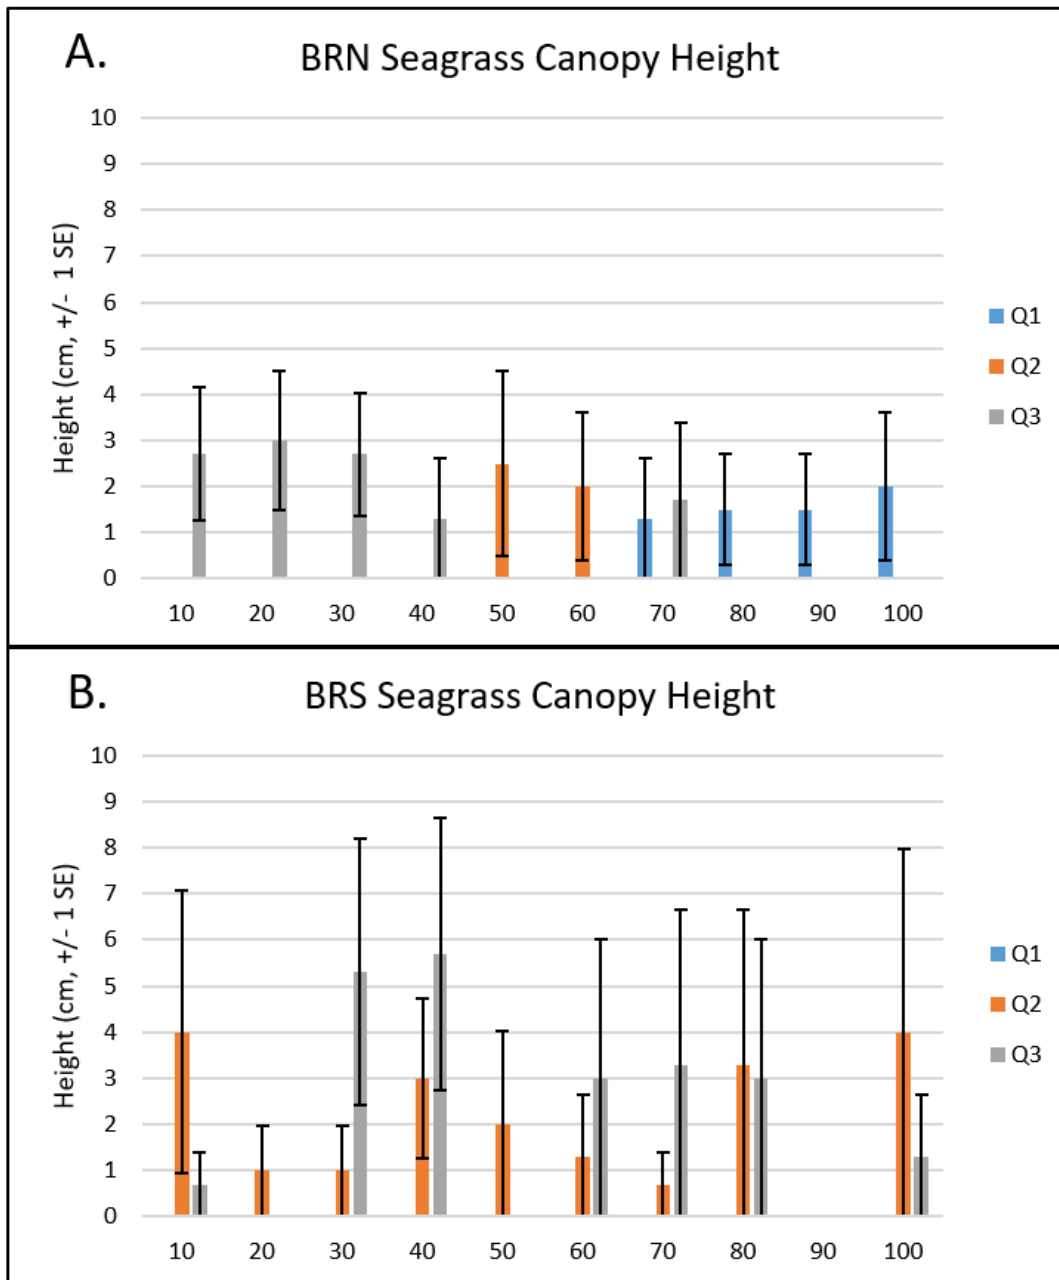 A.
BRN Seagrass Canopy Height
Height (cm, +/- 1 SE)
10
9
8
7
6
5
4
3
2
1
0
10 20 30 40 50 60 70 80 90 100
Q1
Q2
Q3
B.
BRS Seagrass Canopy Height
Height (cm, +/- 1 SE)
10
9
8
7
6
5
4
3
2
1
0
10 20 30 40 50 60 70 80 90 100
Q1
Q2
Q3